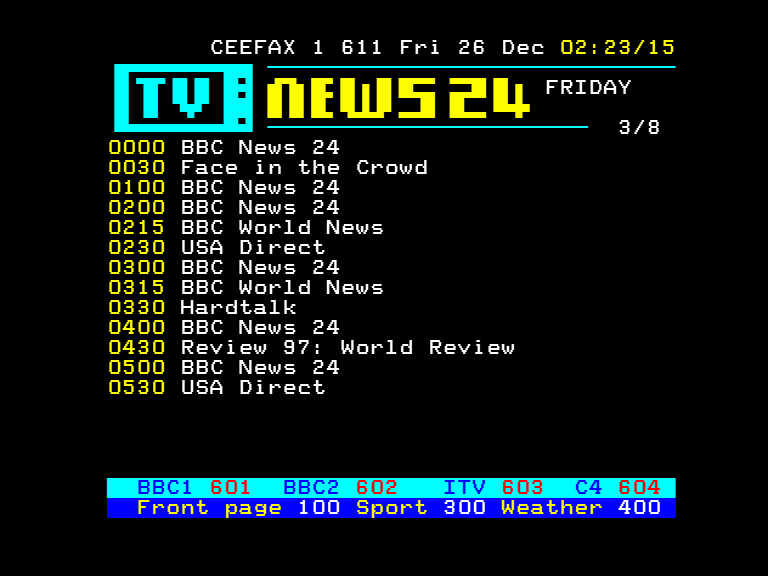 CEEFAX 1 611 Fri 26 Dec 02:23/15
TV: NEWS24 FRIDAY
3/8
0000 BBC News 24
0030 Face in the Crowd
0100 BBC News 24
0200 BBC News 24
0215 BBC World News
0230 USA Direct
0300 BBC News 24
0315 BBC World News
0330 Hardtalk
0400 BBC News 24
0430 Review 97: World Review
0500 BBC News 24
0530 USA Direct
BBC1 601 BBC2 602 ITV 603 C4 604
Front page 100 Sport 300 Weather 400